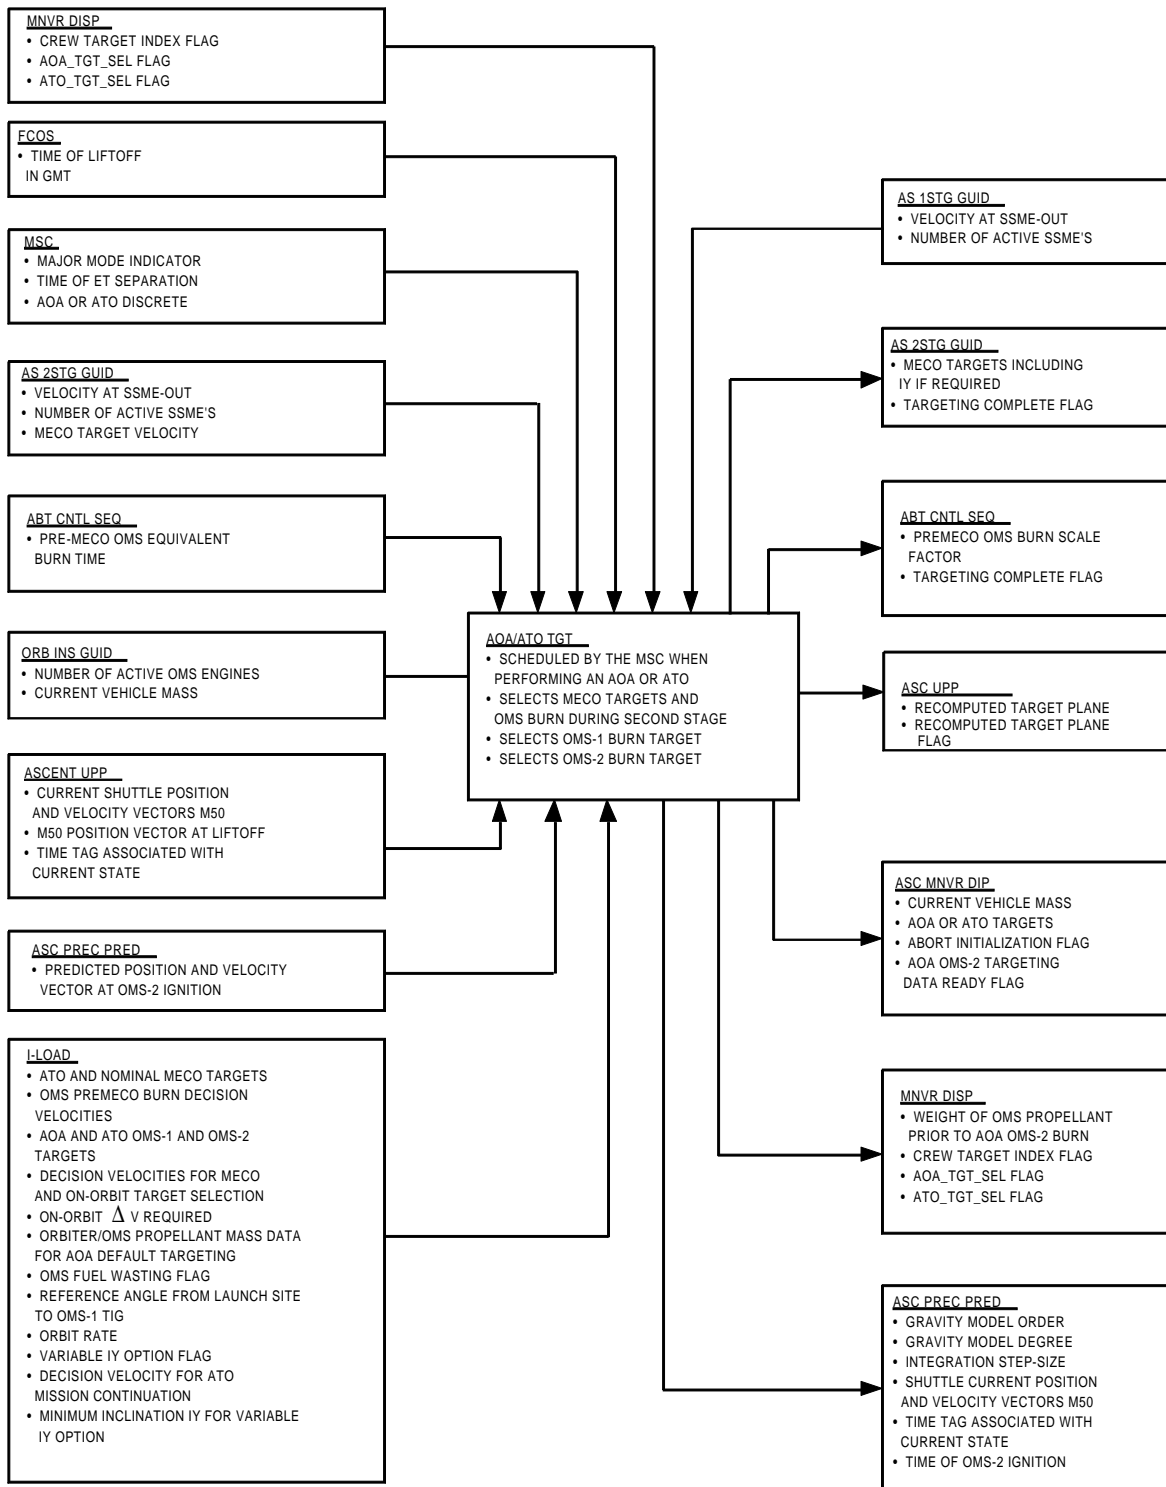 MNVR DISP
• CREW TARGET INDEX FLAG
• AOA_TGT_SEL FLAG
• ATO_TGT_SEL FLAG
FCOS
• TIME OF LIFTOFF
IN GMT
MSC
• MAJOR MODE INDICATOR
• TIME OF ET SEPARATION
• AOA OR ATO DISCRETE
AS 2STG GUID
• VELOCITY AT SSME-OUT
• NUMBER OF ACTIVE SSME'S
• MECO TARGET VELOCITY
ABT CNTL SEQ
• PRE-MECO OMS EQUIVALENT
BURN TIME
ORB INS GUID
• NUMBER OF ACTIVE OMS ENGINES
• CURRENT VEHICLE MASS
ASCENT UPP
• CURRENT SHUTTLE POSITION
AND VELOCITY VECTORS M50
• M50 POSITION VECTOR AT LIFTOFF
• TIME TAG ASSOCIATED WITH
CURRENT STATE
ASC PREC PRED
• PREDICTED POSITION AND VELOCITY
VECTOR AT OMS-2 IGNITION
I-LOAD
• ATO AND NOMINAL MECO TARGETS
• OMS PREMECO BURN DECISION
VELOCITIES
• AOA AND ATO OMS-1 AND OMS-2
TARGETS
• DECISION VELOCITIES FOR MECO
AND ON-ORBIT TARGET SELECTION
• ON-ORBIT Δ V REQUIRED
• ORBITER/OMS PROPELLANT MASS DATA
FOR AOA DEFAULT TARGETING
• OMS FUEL WASTING FLAG
• REFERENCE ANGLE FROM LAUNCH SITE
TO OMS-1 TIG
• ORBIT RATE
• VARIABLE IY OPTION FLAG
• DECISION VELOCITY FOR ATO
MISSION CONTINUATION
• MINIMUM INCLINATION IY FOR VARIABLE
IY OPTION
AOA/ATO TGT
• SCHEDULED BY THE MSC WHEN
PERFORMING AN AOA OR ATO
• SELECTS MECO TARGETS AND
OMS BURN DURING SECOND STAGE
• SELECTS OMS-1 BURN TARGET
• SELECTS OMS-2 BURN TARGET
AS 1STG GUID
• VELOCITY AT SSME-OUT
• NUMBER OF ACTIVE SSME'S
AS 2STG GUID
• MECO TARGETS INCLUDING
IY IF REQUIRED
• TARGETING COMPLETE FLAG
ABT CNTL SEQ
• PREMECO OMS BURN SCALE
FACTOR
• TARGETING COMPLETE FLAG
ASC UPP
• RECOMPUTED TARGET PLANE
• RECOMPUTED TARGET PLANE
FLAG
ASC MNVR DIP
• CURRENT VEHICLE MASS
• AOA OR ATO TARGETS
• ABORT INITIALIZATION FLAG
• AOA OMS-2 TARGETING
DATA READY FLAG
MNVR DISP
• WEIGHT OF OMS PROPELLANT
PRIOR TO AOA OMS-2 BURN
• CREW TARGET INDEX FLAG
• AOA_TGT_SEL FLAG
• ATO_TGT_SEL FLAG
ASC PREC PRED
• GRAVITY MODEL ORDER
• GRAVITY MODEL DEGREE
• INTEGRATION STEP-SIZE
• SHUTTLE CURRENT POSITION
AND VELOCITY VECTORS M50
• TIME TAG ASSOCIATED WITH
CURRENT STATE
• TIME OF OMS-2 IGNITION